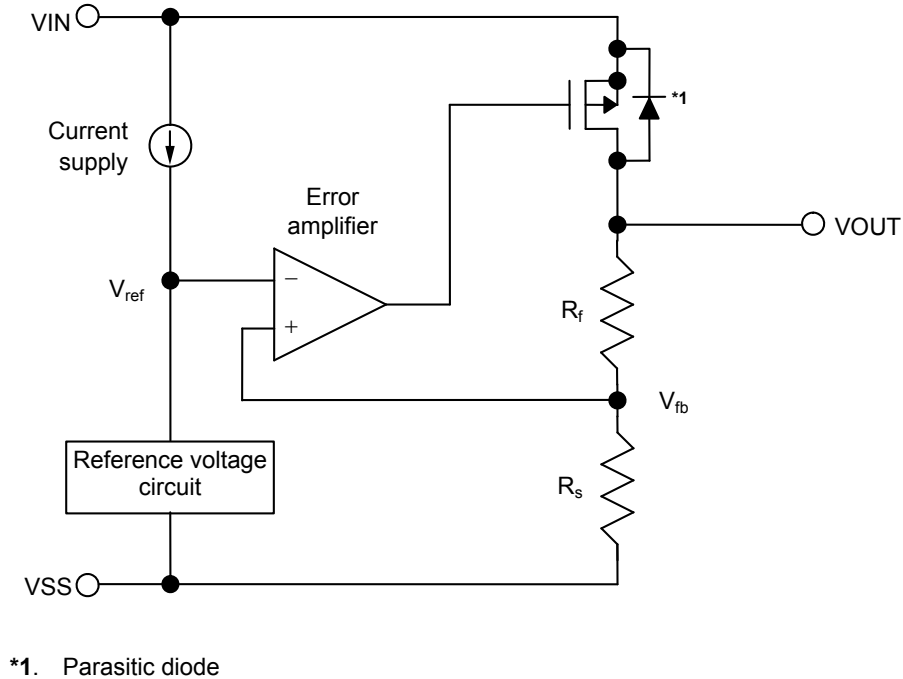 VIN
*1
Current
supply
Error
amplifier
VOUT
Vref
−
+
Rf
Vfb
Reference voltage
circuit
Rs
VSS
*1. Parasitic diode